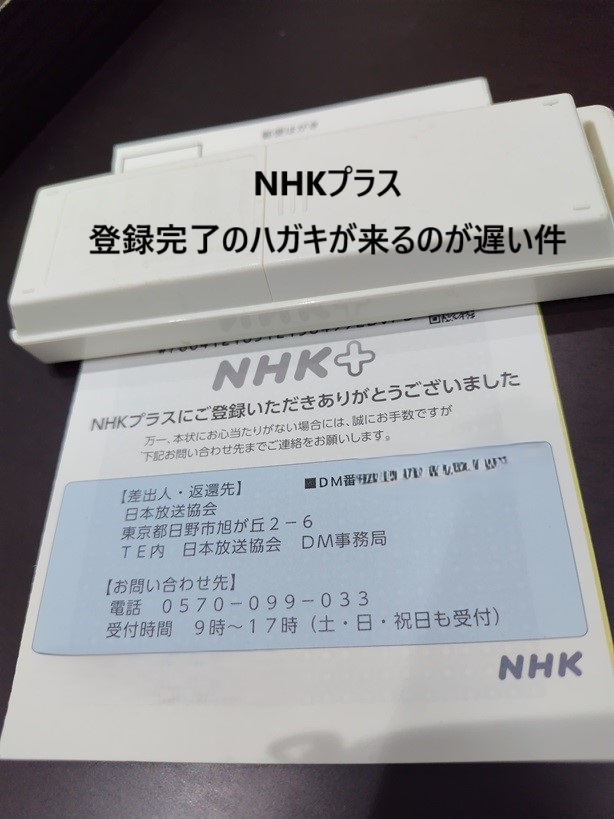 郵便はがき
NHKプラス
登録完了のハガキが来るのが遅い件
NHK+
NHKプラスにご登録いただきありがとうございました
万一、本状にお心当たりがない場合には、誠にお手数ですが
下記お問い合わせ先までご連絡をお願いします。
■DM番
【差出人・返還先】
日本放送協会
東京都日野市旭が丘2-6
TE内 日本放送協会 DM事務局
【お問い合わせ先】
電話 0570-099-033
受付時間 9時~17時(土・日・祝日も受付)
NHK